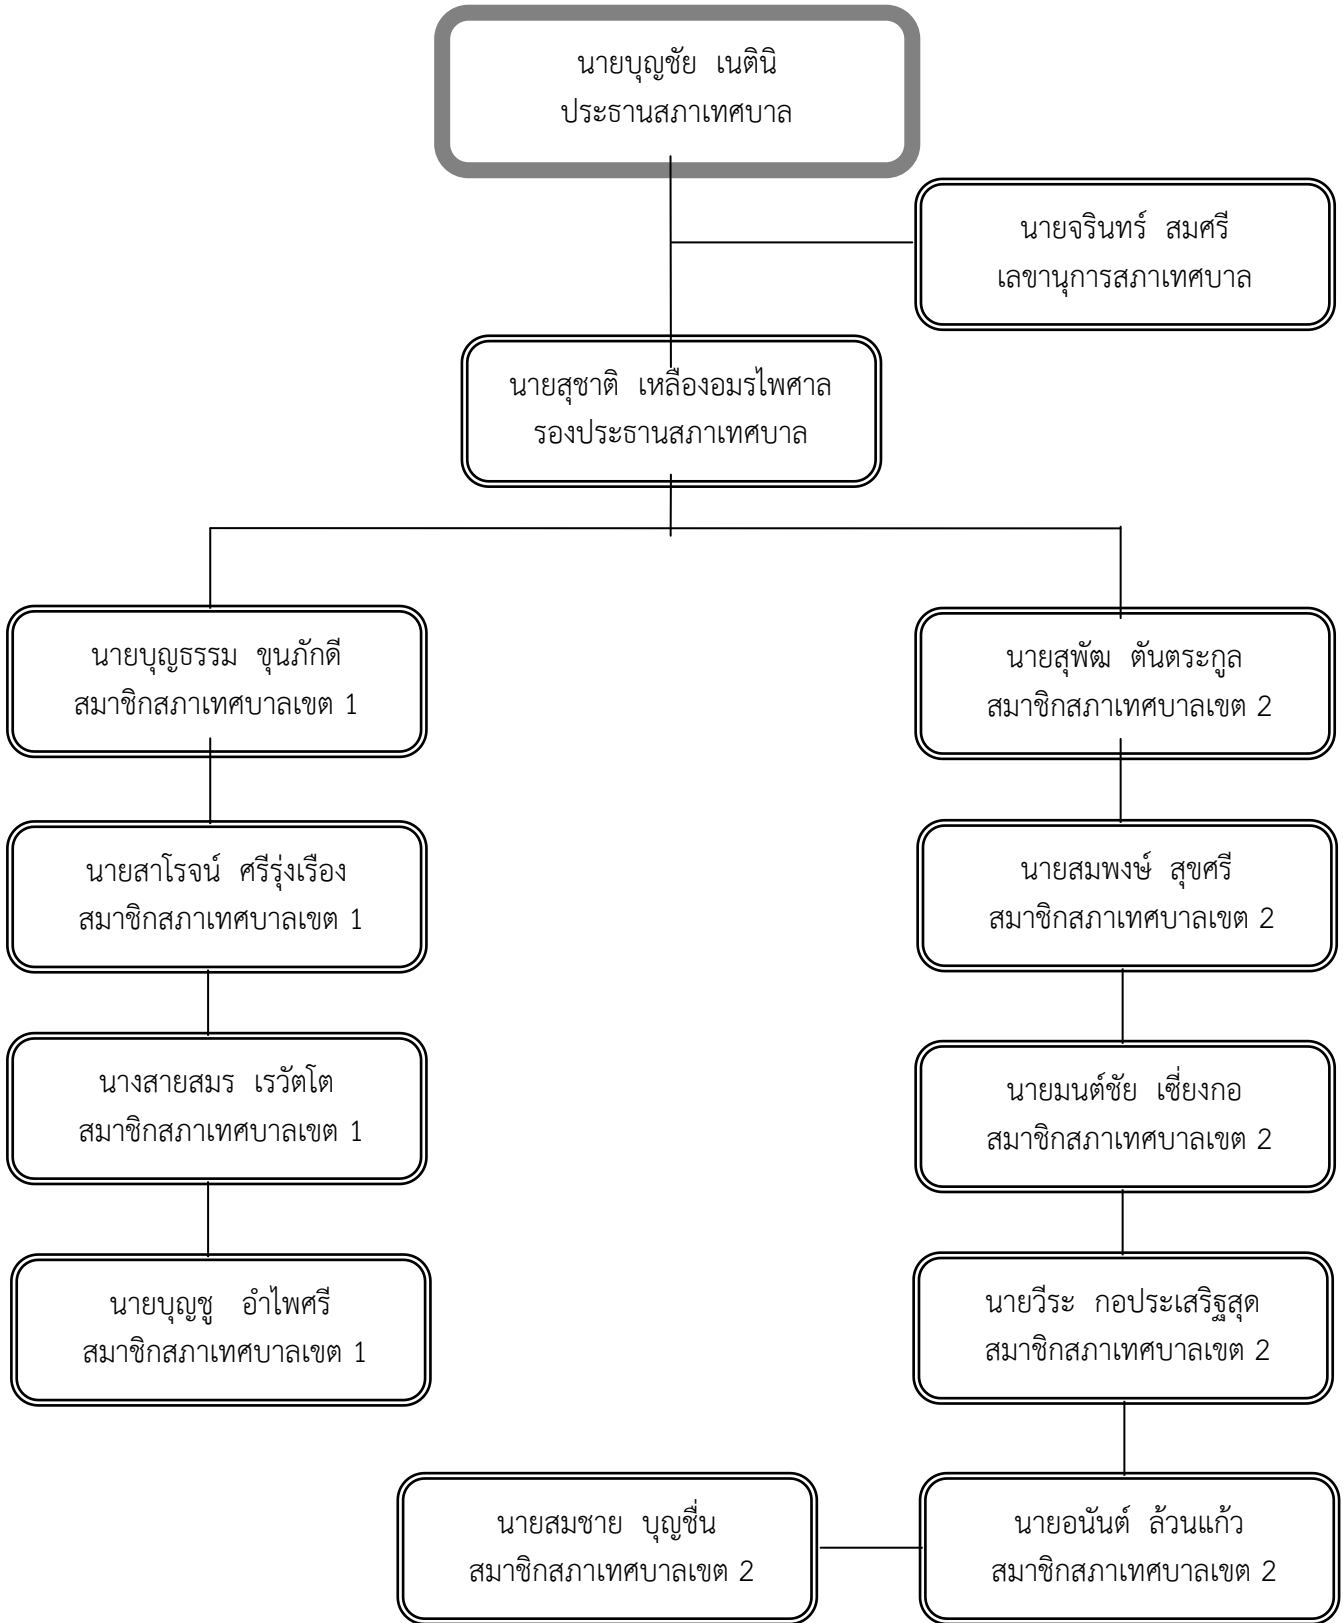 นายบุญชัย เนตินิ
ประธานสภาเทศบาล
นายจรินทร์ สมศรี
เลขานุการสภาเทศบาล
นายสุชาติ เหลืองอมรไพศาล
รองประธานสภาเทศบาล
นายบุญธรรม ขุนภักดี
สมาชิกสภาเทศบาลเขต 1
นายสุพัฒ ตันตระกูล
สมาชิกสภาเทศบาลเขต 2
นายสาโรจน์ ศรีรุ่งเรือง
สมาชิกสภาเทศบาลเขต 1
นายสมพงษ์ สุขศรี
สมาชิกสภาเทศบาลเขต 2
นางสายสมร เรวัตโต
สมาชิกสภาเทศบาลเขต 1
นายมนต์ชัย เซี่ยงกอ
สมาชิกสภาเทศบาลเขต 2
นายบุญชู อำไพศรี
สมาชิกสภาเทศบาลเขต 1
นายวีระ กอประเสริฐสุด
สมาชิกสภาเทศบาลเขต 2
นายสมชาย บุญชื่น
สมาชิกสภาเทศบาลเขต 2
นายอนันต์ ล้วนแก้ว
สมาชิกสภาเทศบาลเขต 2